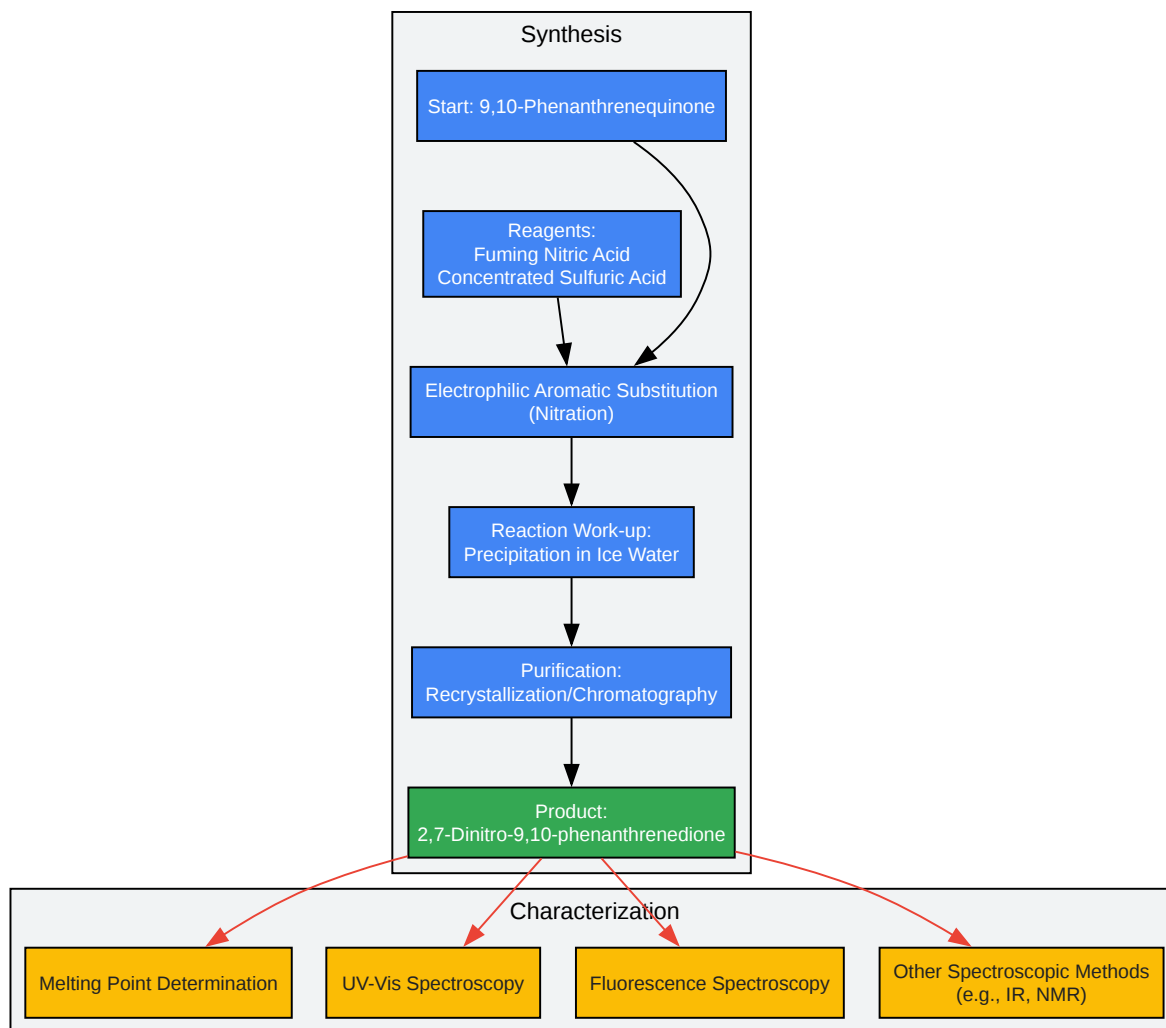 Synthesis
Start: 9,10-Phenanthrenequinone
Reagents:
Fuming Nitric Acid
Concentrated Sulfuric Acid
Electrophilic Aromatic Substitution
(Nitration)
Reaction Work-up:
Precipitation in Ice Water
Purification:
Recrystallization/Chromatography
Product:
2,7-Dinitro-9,10-phenanthrenedione
Characterization
Melting Point Determination
UV-Vis Spectroscopy
Fluorescence Spectroscopy
Other Spectroscopic Methods
(e.g., IR, NMR)